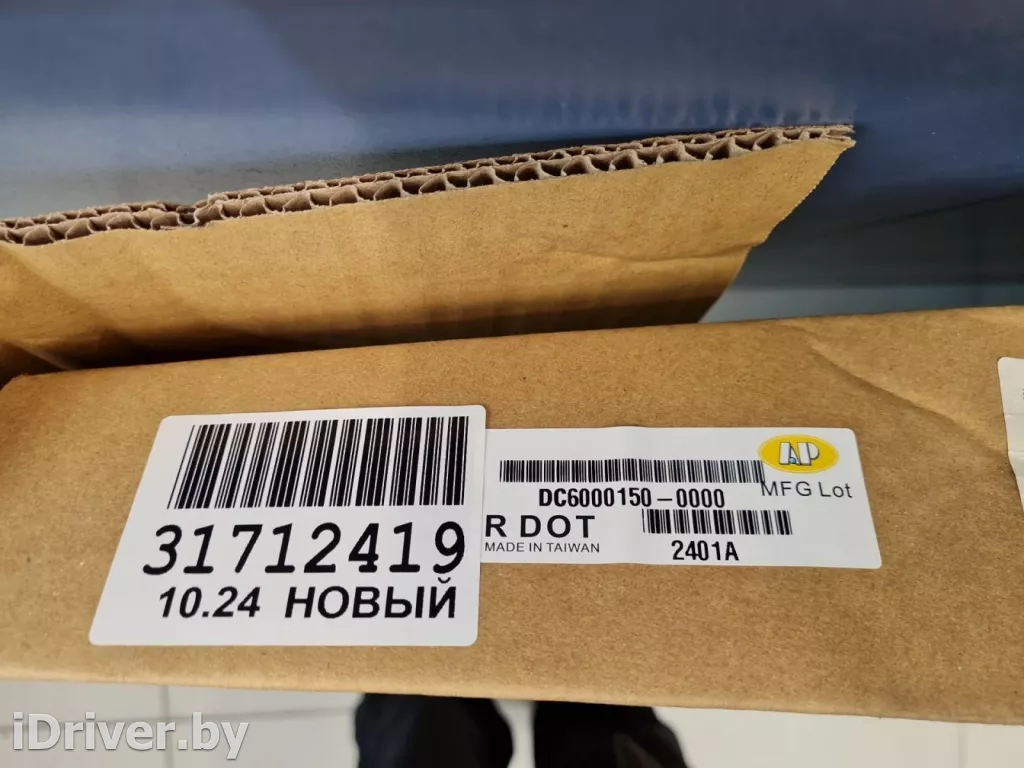 31712419
10.24 НОВЫЙ
AP
DC6000150-0000
MFG Lot
R DOT
MADE IN TAIWAN
2401A
iDriver.by